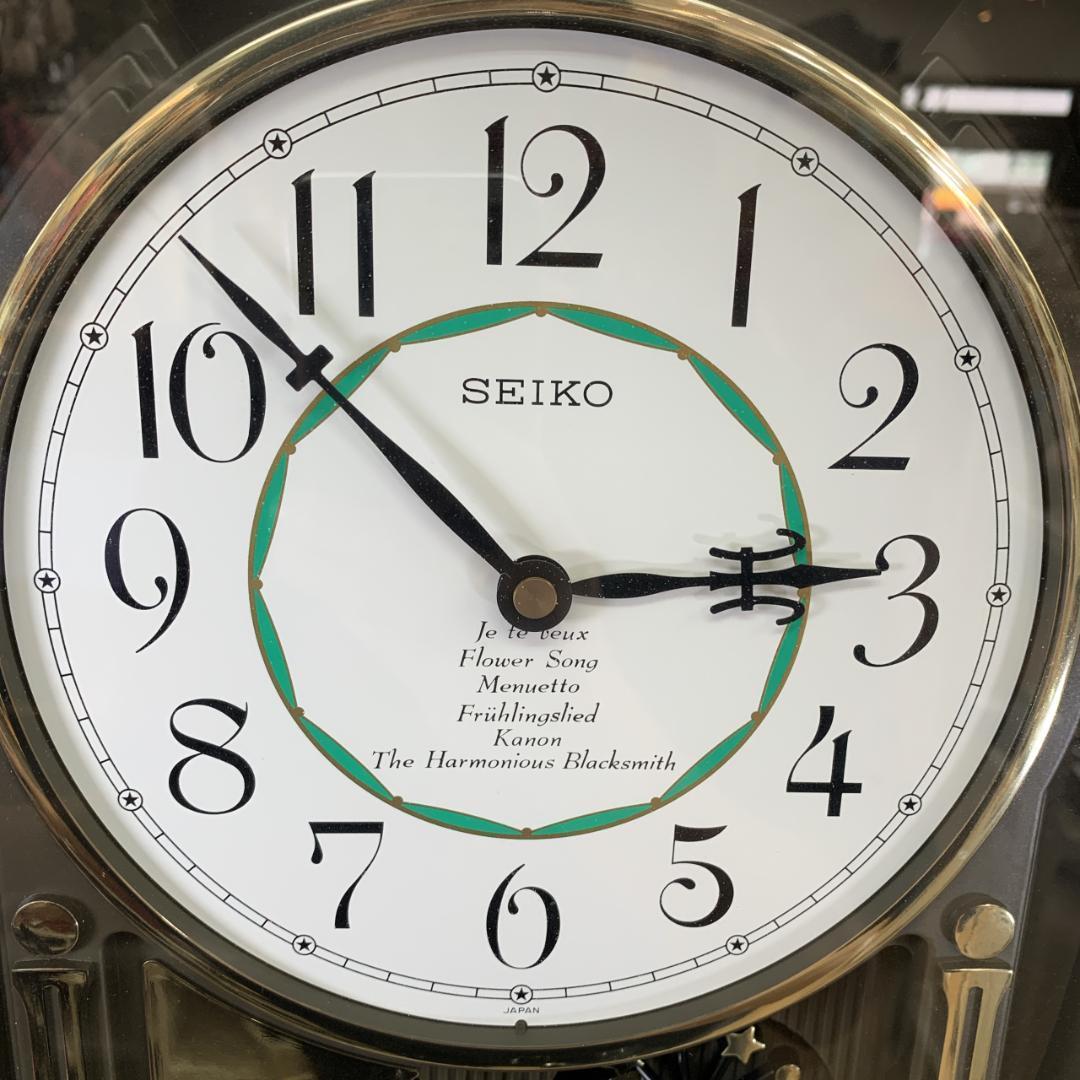 12
11
1
10
2
SEIKO
9
3
Je te veux
Flower Song
Menuetto
Frühlingslied
Kanon
The Harmonious Blacksmith
8
4
7
5
6
JAPAN